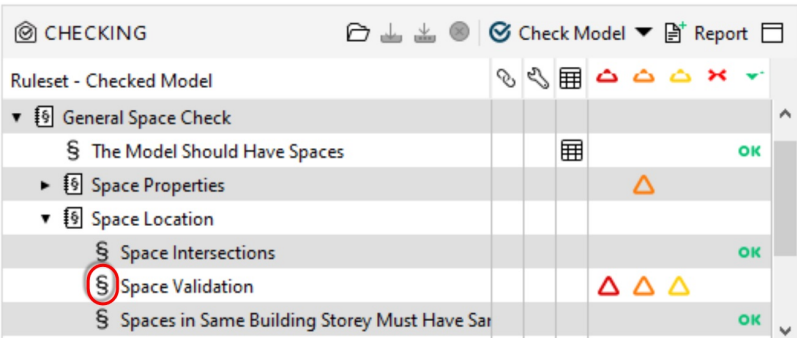 CHECKING Check Model Report
Ruleset - Checked Model
§ General Space Check
§ The Model Should Have Spaces OK
§ Space Properties
§ Space Location
§ Space Intersections OK
§ Space Validation
§ Spaces in Same Building Storey Must Have Sar OK